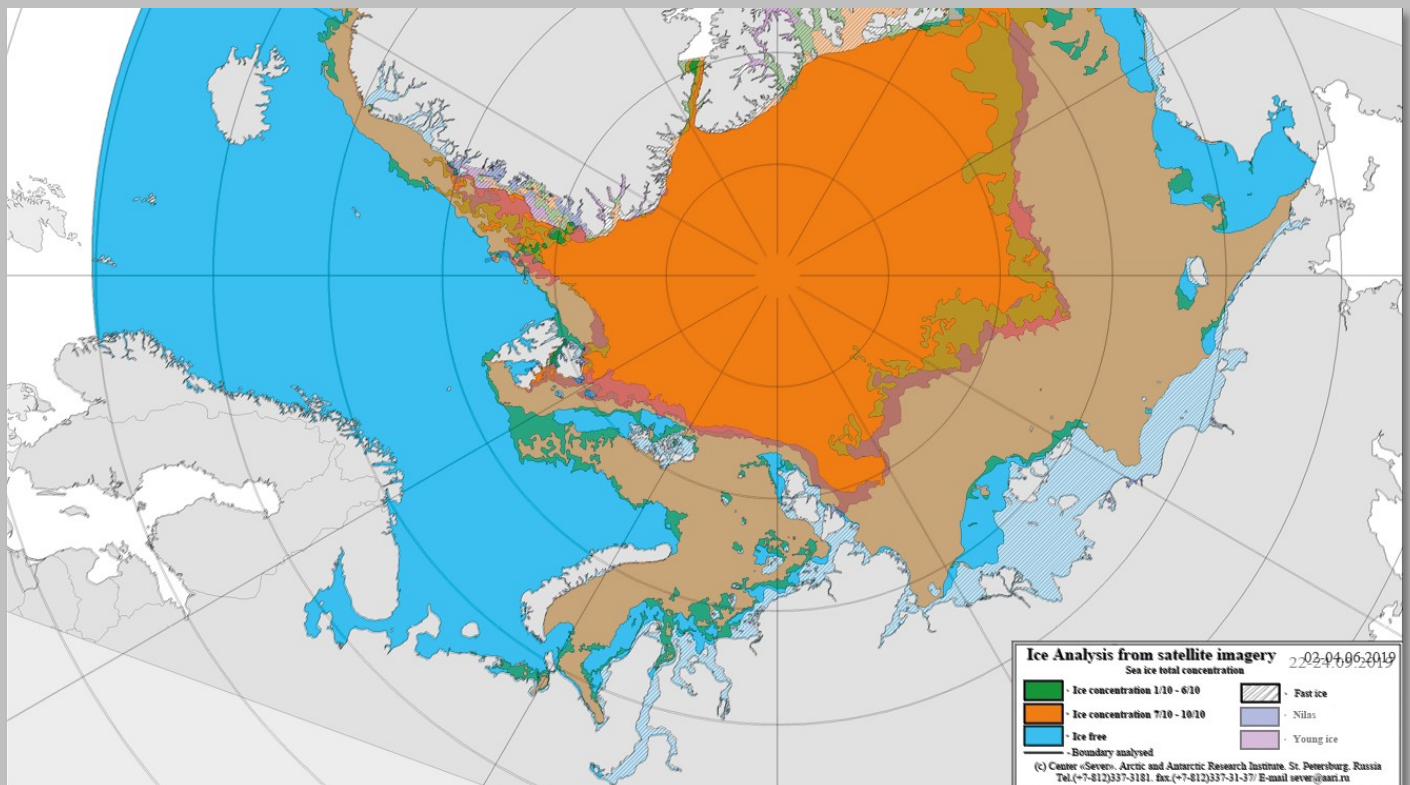 Ice Analysis from satellite imagery 02-04.06.2019
22-24.09.2019
Sea ice total concentration
- Ice concentration 1/10 - 6/10
- Ice concentration 7/10 - 10/10
- Ice free
- Boundary analysed
- Fast ice
- Nilas
- Young ice
(c) Center «Sever». Arctic and Antarctic Research Institute. St. Petersburg. Russia
Tel.(+7-812)337-3181. fax.(+7-812)337-31-37/ E-mail sever@aari.ru